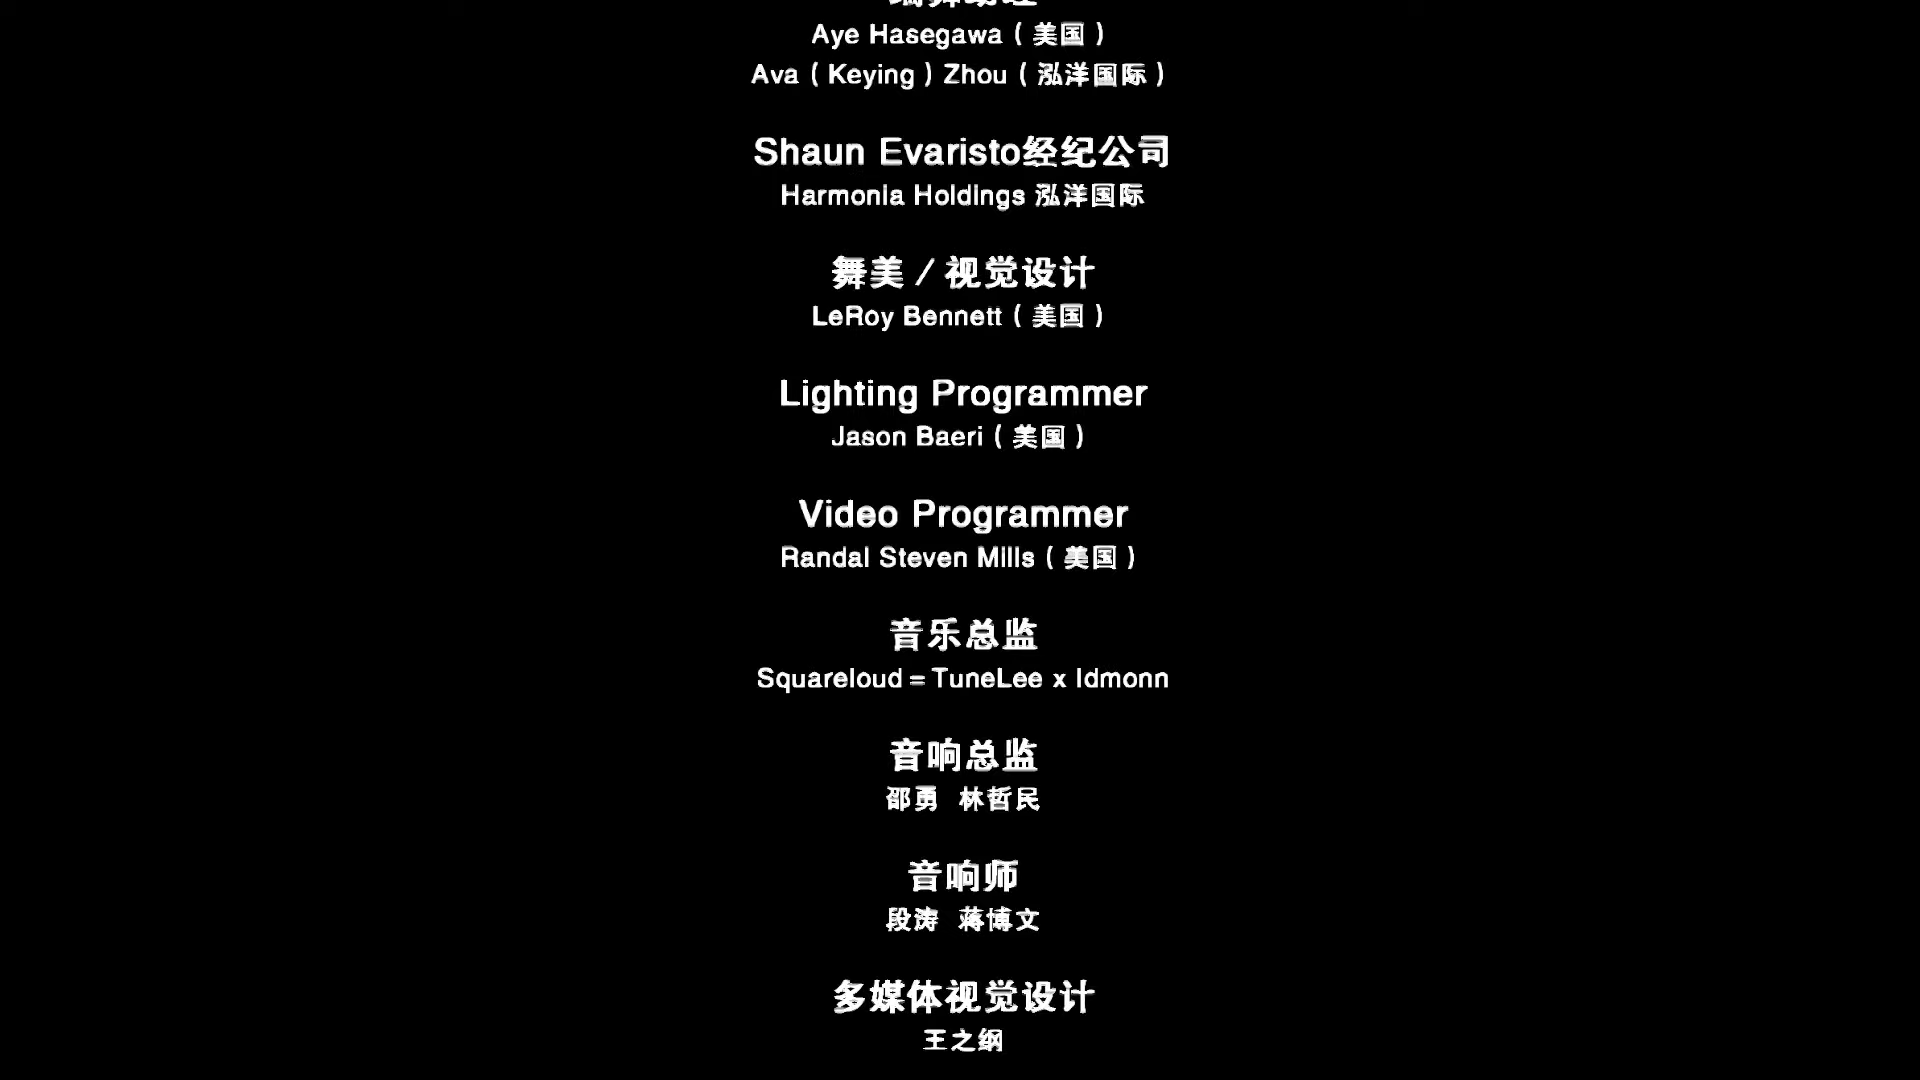 Aye Hasegawa（美国）
Ava（Keying）Zhou（泓洋国际）
Shaun Evaristo经纪公司
Harmonia Holdings 泓洋国际
舞美／视觉设计
LeRoy Bennett（美国）
Lighting Programmer
Jason Baeri（美国）
Video Programmer
Randal Steven Mills（美国）
音乐总监
Squareloud＝TuneLee x Idmonn
音响总监
邵勇 林哲民
音响师
段涛 蒋博文
多媒体视觉设计
王之纲